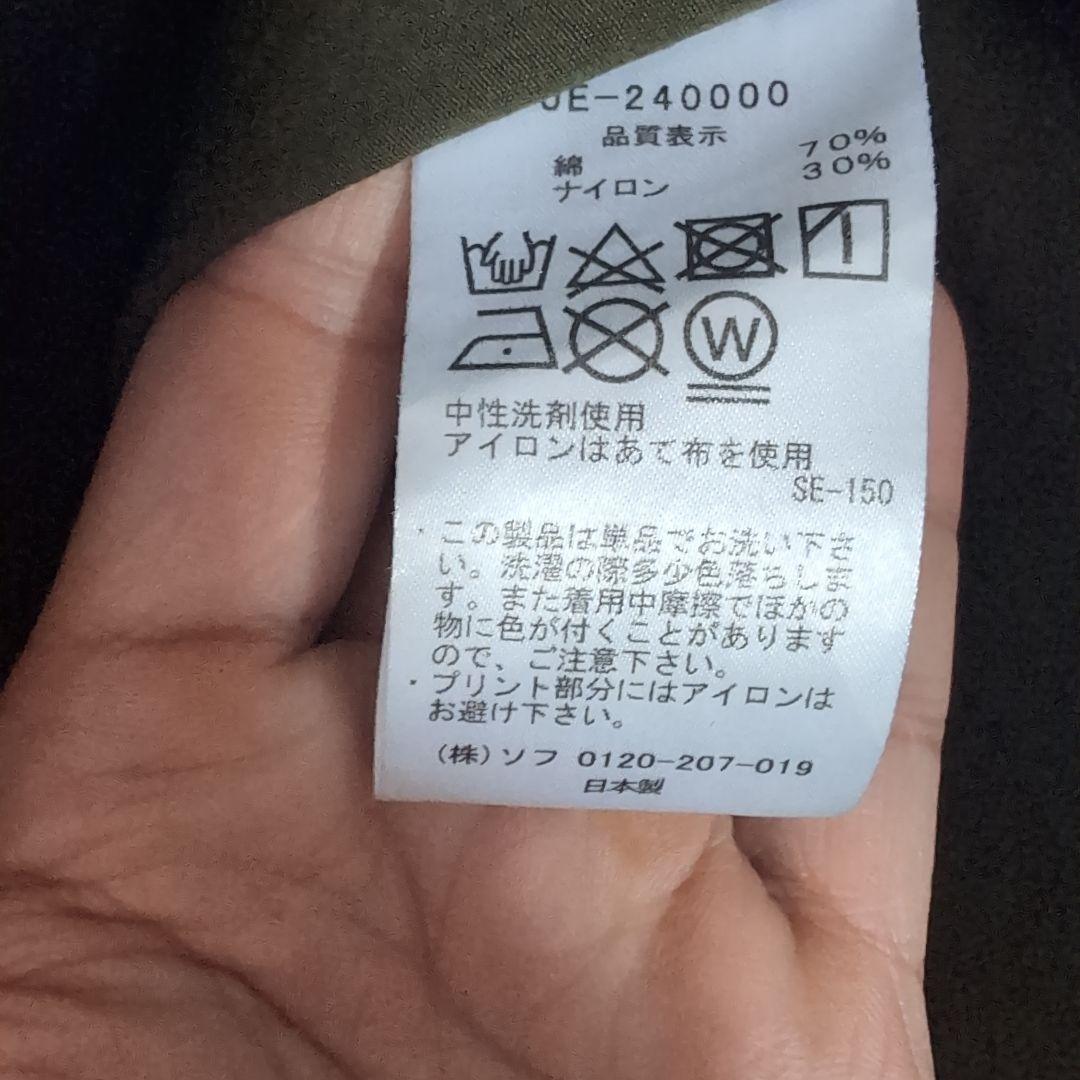 UE-240000
品質表示
綿 70%
ナイロン 30%
W
中性洗剤使用
アイロンはあて布を使用
SE-150
・この製品は単品でお洗い下さ
い。洗濯の際多少色落ちしま
す。また着用中摩擦でほかの
物に色が付くことがあります
ので、ご注意下さい。
・プリント部分にはアイロンは
お避け下さい。
(株)ソフ 0120-207-019
日本製